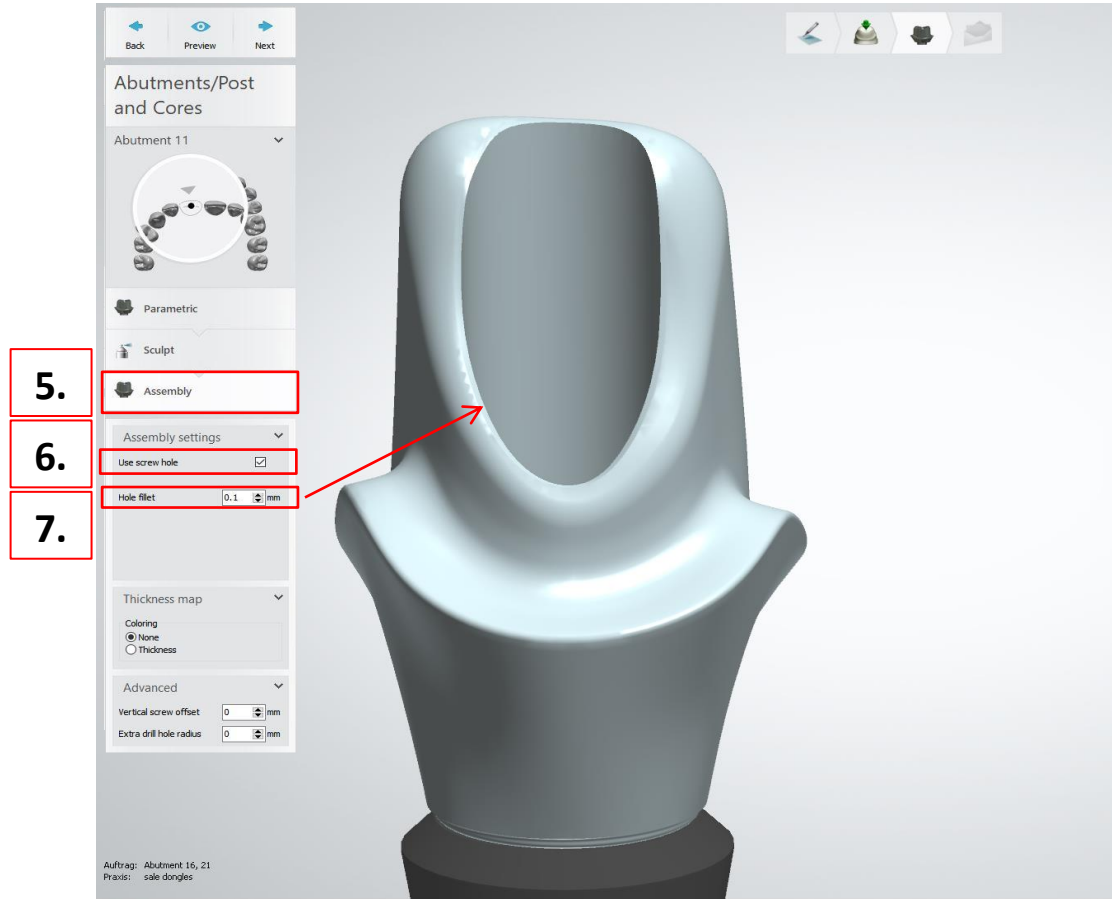 Back Preview Next
Abutments/Post
and Cores
Abutment 11
Parametric
Sculpt
5.
Assembly
Assembly settings
6.
Use screw hole
Hole fillet 0.1 mm
7.
Thickness map
Coloring
None
Thickness
Advanced
Vertical screw offset 0 mm
Extra drill hole radius 0 mm
Auftrag: Abutment 16, 21
Praxis: sale dongles